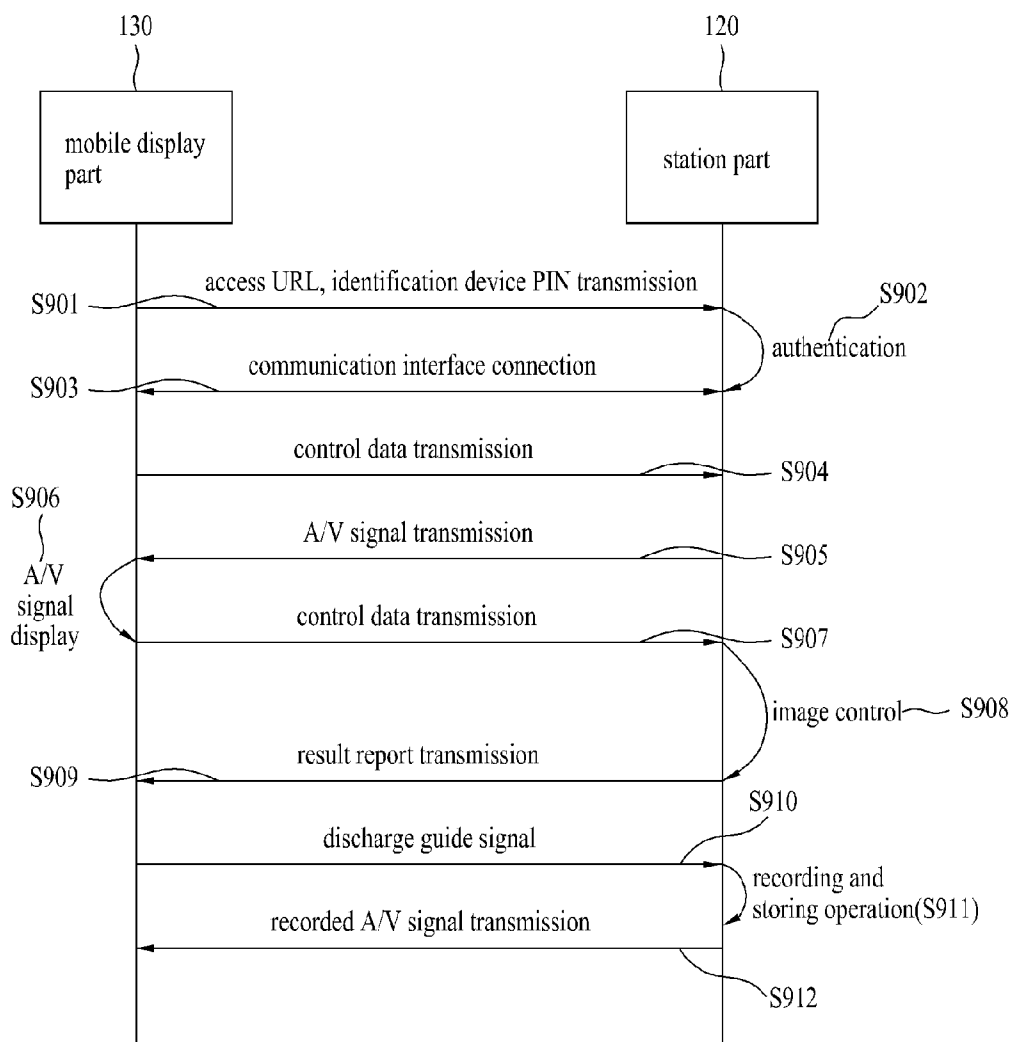 130
120
mobile display
part
station part
access URL, identification device PIN transmission
S901
S902
authentication
communication interface connection
S903
control data transmission
S904
S906
A/V signal transmission
S905
A/V
signal
display
control data transmission
S907
image control
S908
result report transmission
S909
S910
discharge guide signal
recording and
storing operation(S911)
recorded A/V signal transmission
S912